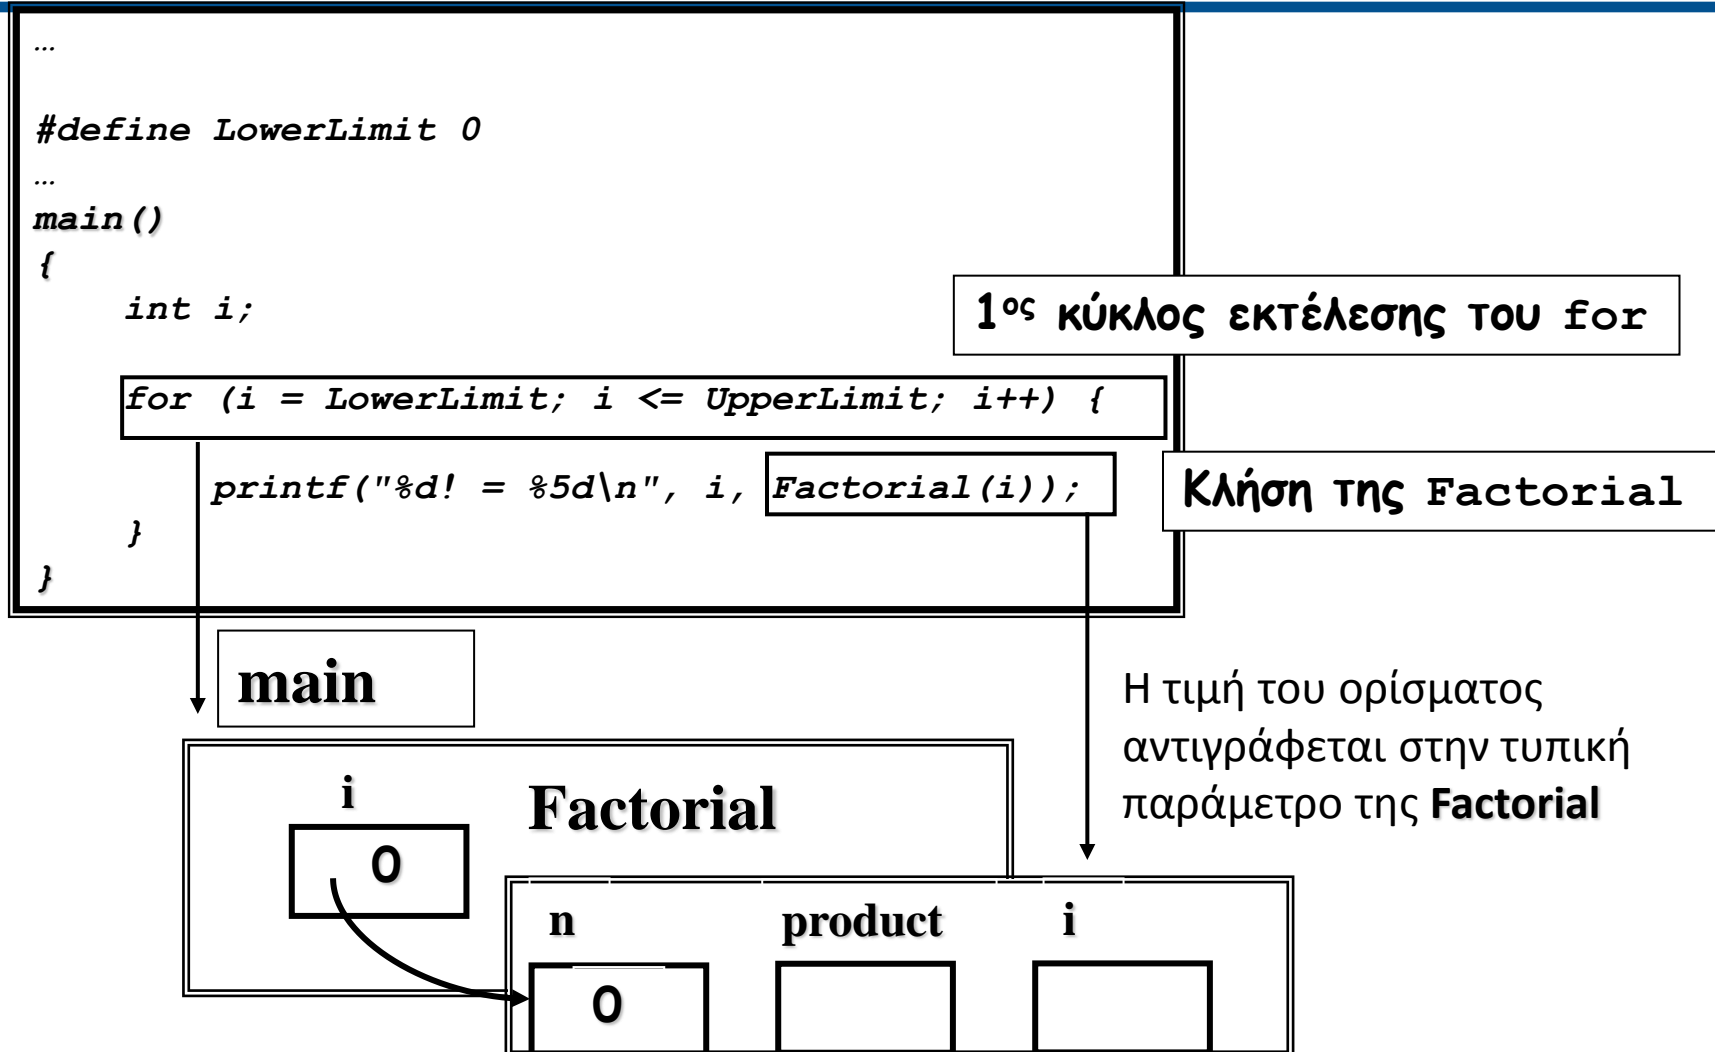 …
#define LowerLimit 0
…
main()
{
int i;
1ος κύκλος εκτέλεσης του for
for (i = LowerLimit; i <= UpperLimit; i++) {
printf("%d! = %5d\n", i, Factorial(i));
Κλήση της Factorial
}
}
main
Η τιμή του ορίσματος
αντιγράφεται στην τυπική
παράμετρο της Factorial
i
Factorial
0
n product i
0